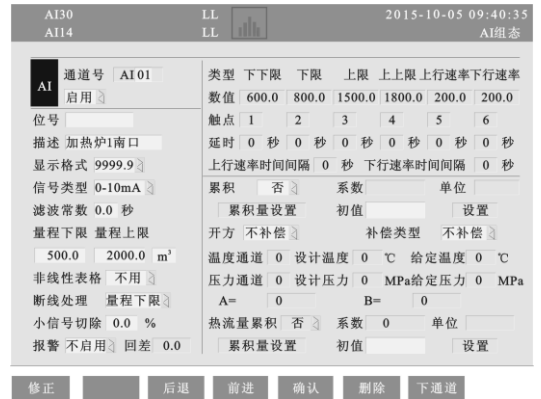 AI30 LL 2015-10-05 09:40:35
AI14 LL AI组态
AI 通道号 AI 01
启用
位号
描述 加热炉1南口
显示格式 9999.9
信号类型 0-10mA
滤波常数 0.0 秒
量程下限 量程上限
500.0 2000.0 m³
非线性表格 不用
断线处理 量程下限
小信号切除 0.0 %
报警 不启用 回差 0.0
类型 下下限 下限 上限 上上限 上行速率 下行速率
数值 600.0 800.0 1500.0 1800.0 200.0 200.0
触点 1 2 3 4 5 6
延时 0 秒 0 秒 0 秒 0 秒 0 秒 0 秒
上行速率时间间隔 0 秒 下行速率时间间隔 0 秒
累积 否 系数 单位
累积量设置 初值 设置
开方 不补偿 补偿类型 不补偿
温度通道 0 设计温度 0 ℃ 给定温度 0 ℃
压力通道 0 设计压力 0 MPa 给定压力 0 MPa
A= 0 B= 0
热流量累积 否 系数 0 单位
累积量设置 初值 设置
修正 后退 前进 确认 删除 下通道